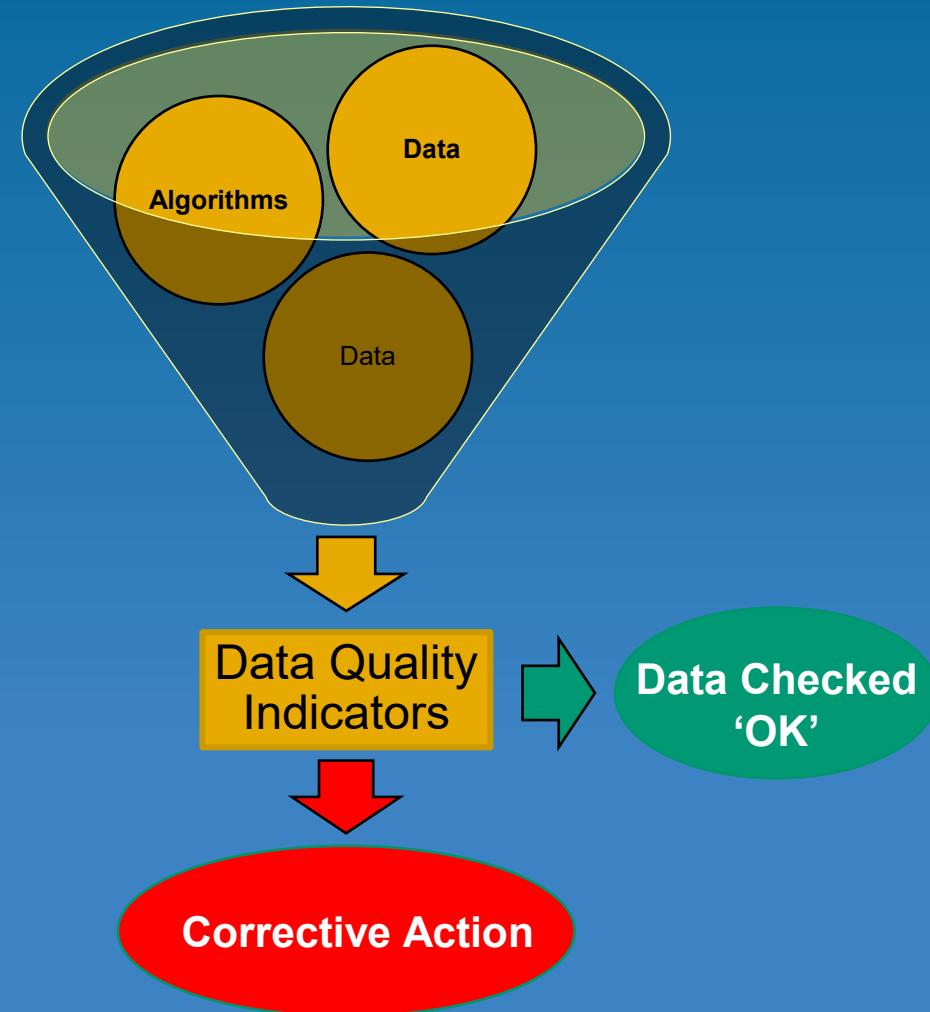 Data
Algorithms
Data
Data Quality
Indicators
Data Checked
‘OK’
Corrective Action